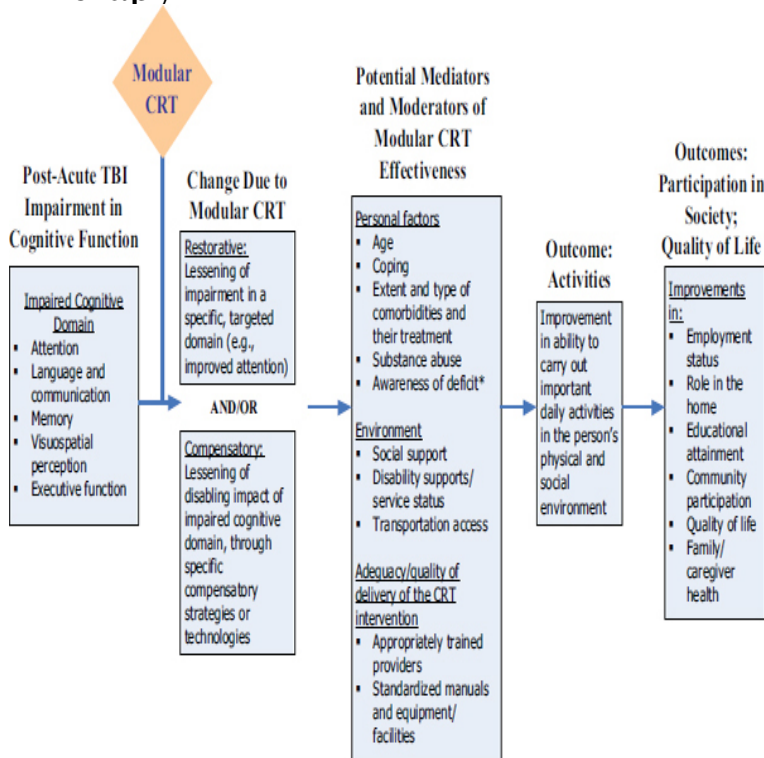 Modular
CRT
Post-Acute TBI
Impairment in
Cognitive Function
Impaired Cognitive
Domain
▪ Attention
▪ Language and
communication
▪ Memory
▪ Visuospatial
perception
▪ Executive function
Change Due to
Modular CRT
Restorative:
Lessening of
impairment in a
specific, targeted
domain (e.g.,
improved attention)
AND/OR
Compensatory:
Lessening of
disabling impact of
impaired cognitive
domain, through
specific
compensatory
strategies or
technologies
Potential Mediators
and Moderators of
Modular CRT
Effectiveness
Personal factors
▪ Age
▪ Coping
▪ Extent and type of
comorbidities and
their treatment
▪ Substance abuse
▪ Awareness of deficit*
Environment
▪ Social support
▪ Disability supports/
service status
▪ Transportation access
Adequacy/quality of
delivery of the CRT
intervention
▪ Appropriately trained
providers
▪ Standardized manuals
and equipment/
facilities
Outcome:
Activities
Improvement
in ability to
carry out
important
daily activities
in the person's
physical and
social
environment
Outcomes:
Participation in
Society;
Quality of Life
Improvements
in:
▪ Employment
status
▪ Role in the
home
▪ Educational
attainment
▪ Community
participation
▪ Quality of life
▪ Family/
caregiver
health